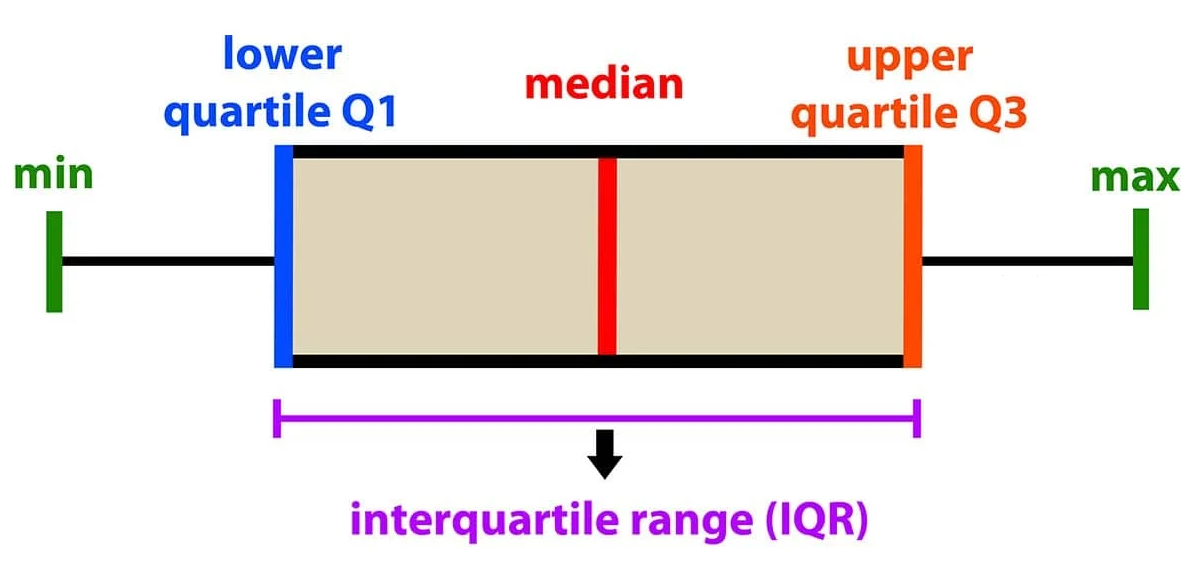 lower
quartile Q1
median
upper
quartile Q3
min
max
interquartile range (IQR)